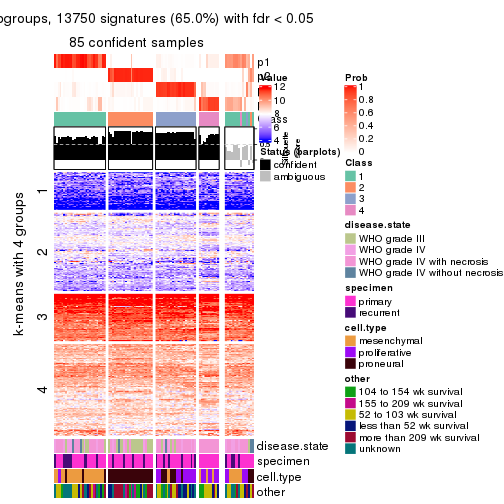 ogroups, 13750 signatures (65.0%) with fdr < 0.05
85 confident samples
p1
Value
12
10
8
6
4
Class
Status (barplots)
confident
ambiguous
Silhouette
score
k-means with 4 groups
1
2
3
4
disease.state
specimen
cell.type
other
Prob
1
0.8
0.6
0.4
0.2
0
Class
1
2
3
4
disease.state
WHO grade III
WHO grade IV
WHO grade IV with necrosis
WHO grade IV without necrosis
specimen
primary
recurrent
cell.type
mesenchymal
proliferative
proneural
other
104 to 154 wk survival
155 to 209 wk survival
52 to 103 wk survival
less than 52 wk survival
more than 209 wk survival
unknown